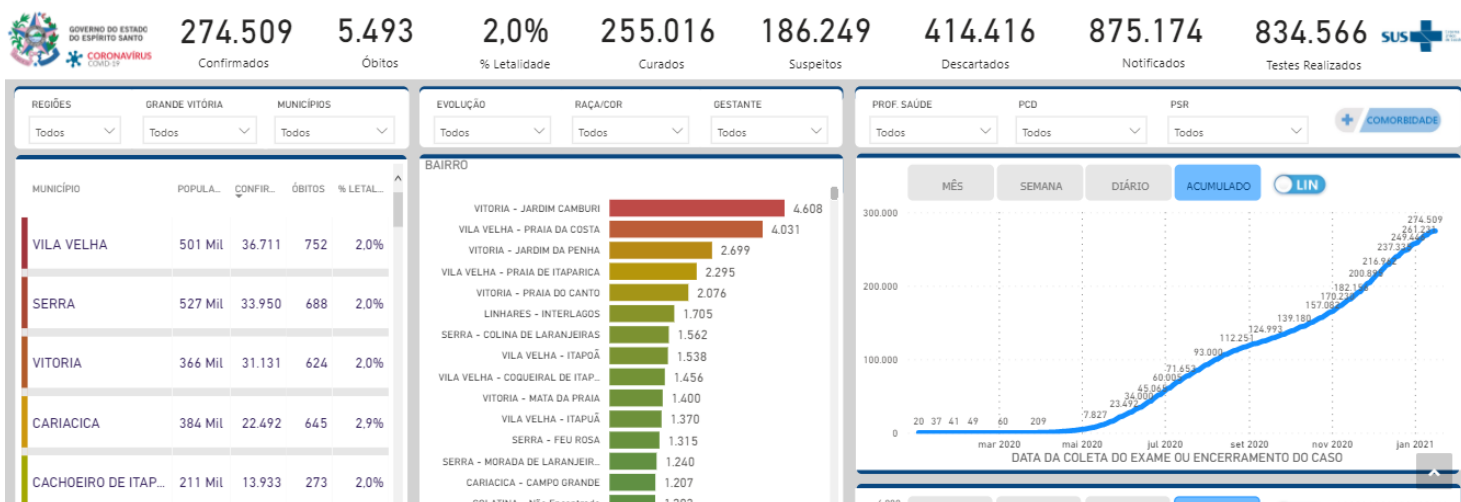 GOVERNO DO ESTADO
DO ESPÍRITO SANTO
CORONAVÍRUS
COVID-19
274.509
Confirmados
5.493
Óbitos
2,0%
% Letalidade
255.016
Curados
186.249
Suspeitos
414.416
Descartados
875.174
Notificados
834.566
Testes Realizados
SUS
REGIÕES GRANDE VITÓRIA MUNICÍPIOS
Todos Todos Todos
EVOLUÇÃO RAÇA/COR GESTANTE
Todos Todos Todos
PROF. SAÚDE PCD PSR
Todos Todos Todos
+ COMORBIDADE
MUNICÍPIO POPULA... CONFIR... ÓBITOS % LETAL...
VILA VELHA 501 Mil 36.711 752 2,0%
SERRA 527 Mil 33.950 688 2,0%
VITORIA 366 Mil 31.131 624 2,0%
CARIACICA 384 Mil 22.492 645 2,9%
CACHOEIRO DE ITAP... 211 Mil 13.933 273 2,0%
BAIRRO
VITORIA - JARDIM CAMBURI 4.608
VILA VELHA - PRAIA DA COSTA 4.031
VITORIA - JARDIM DA PENHA 2.699
VILA VELHA - PRAIA DE ITAPARICA 2.295
VITORIA - PRAIA DO CANTO 2.076
LINHARES - INTERLAGOS 1.705
SERRA - COLINA DE LARANJEIRAS 1.562
VILA VELHA - ITAPOÃ 1.538
VILA VELHA - COQUEIRAL DE ITAP... 1.456
VITORIA - MATA DA PRAIA 1.400
VILA VELHA - ITAPUÃ 1.370
SERRA - FEU ROSA 1.315
SERRA - MORADA DE LARANJEIR... 1.240
CARIACICA - CAMPO GRANDE 1.207
MÊS SEMANA DIÁRIO ACUMULADO LIN
300.000
200.000
100.000
0
20 37 41 49 60 209
7.827
23.492
34.000
45.065
60.005
71.653
93.000
112.251
124.993
139.180
157.082
170.235
182.153
200.893
216.962
237.335
249.448
261.231
274.509
mar 2020 mai 2020 jul 2020 set 2020 nov 2020 jan 2021
DATA DA COLETA DO EXAME OU ENCERRAMENTO DO CASO